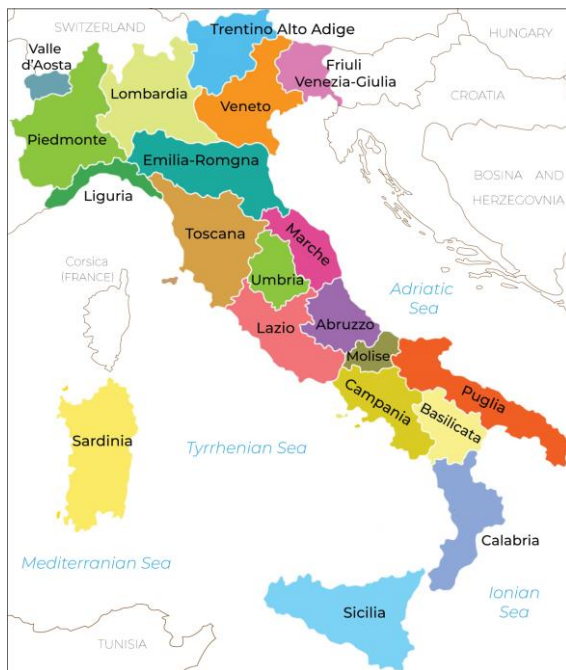 SWITZERLAND
Trentino Alto Adige
HUNGARY
Valle
d'Aosta
Friuli
Venezia-Giulia
Lombardia
Veneto
CROATIA
Piedmonte
Emilia-Romgna
BOSINA AND
HERZEGOVNIA
Liguria
Toscana
Marche
Corsica
(FRANCE)
Umbria
Adriatic
Sea
Lazio
Abruzzo
Molise
Campania
Puglia
Basilicata
Sardinia
Tyrrhenian Sea
Calabria
Mediterranean Sea
Ionian
Sea
Sicilia
TUNISIA